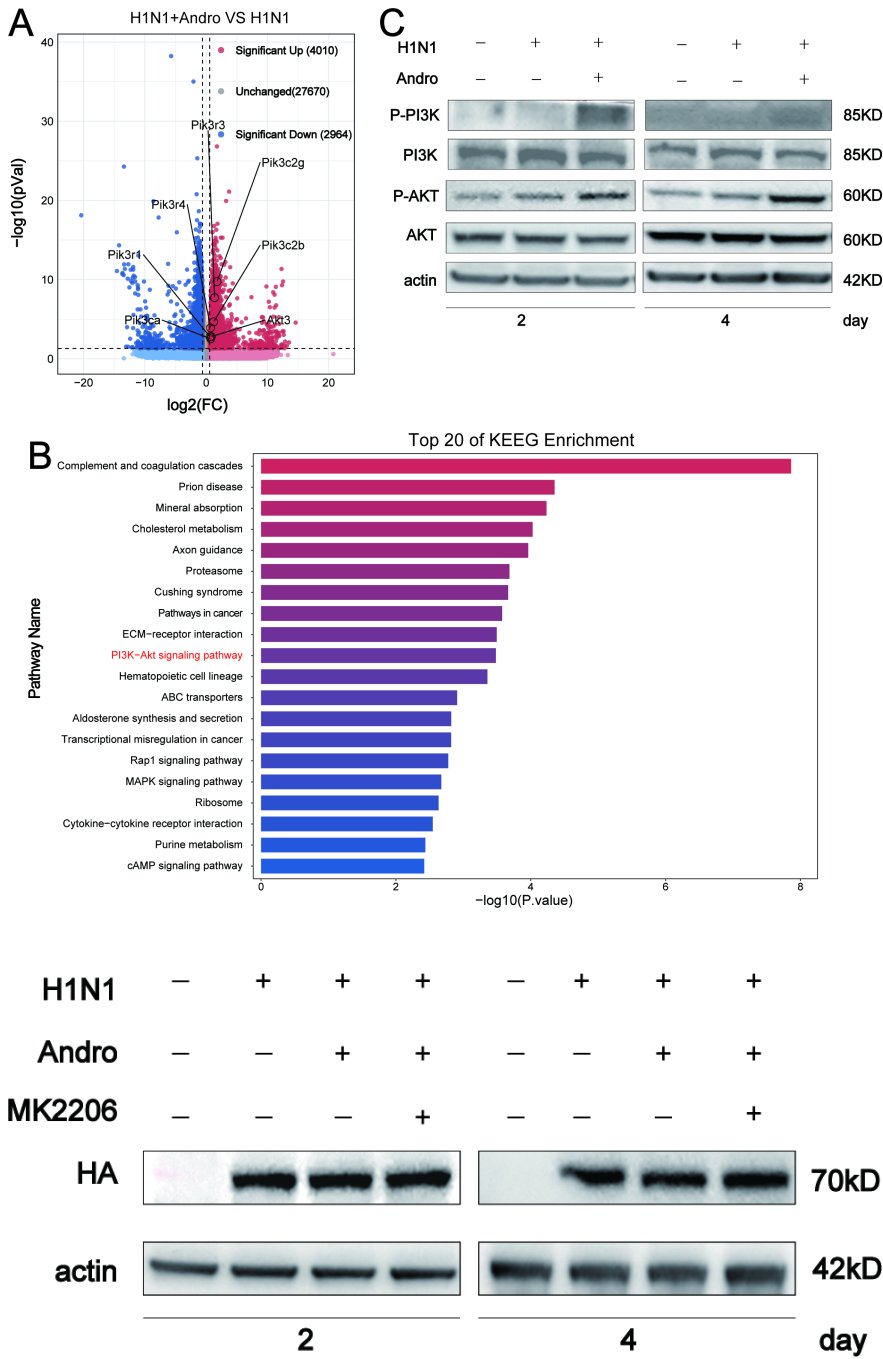 A
H1N1+Andro VS H1N1
Significant Up (4010)
Unchanged(27670)
Significant Down (2964)
Pik3r3
Pik3c2g
Pik3r4
Pik3c2b
Pik3r1
Pik3ca
Akt3
−log10(pVal)
40
30
20
10
0
−20 −10 0 10 20
log2(FC)
C
H1N1 − + + − + +
Andro − − + − − +
P-PI3K 85KD
PI3K 85KD
P-AKT 60KD
AKT 60KD
actin 42KD
2 4 day
B
Top 20 of KEEG Enrichment
Pathway Name
Complement and coagulation cascades
Prion disease
Mineral absorption
Cholesterol metabolism
Axon guidance
Proteasome
Cushing syndrome
Pathways in cancer
ECM−receptor interaction
PI3K−Akt signaling pathway
Hematopoietic cell lineage
ABC transporters
Aldosterone synthesis and secretion
Transcriptional misregulation in cancer
Rap1 signaling pathway
MAPK signaling pathway
Ribosome
Cytokine−cytokine receptor interaction
Purine metabolism
cAMP signaling pathway
0 2 4 6 8
−log10(P.value)
H1N1 − + + + − + + +
Andro − − + + − − + +
MK2206 − − − + − − − +
HA 70kD
actin 42kD
2 4 day